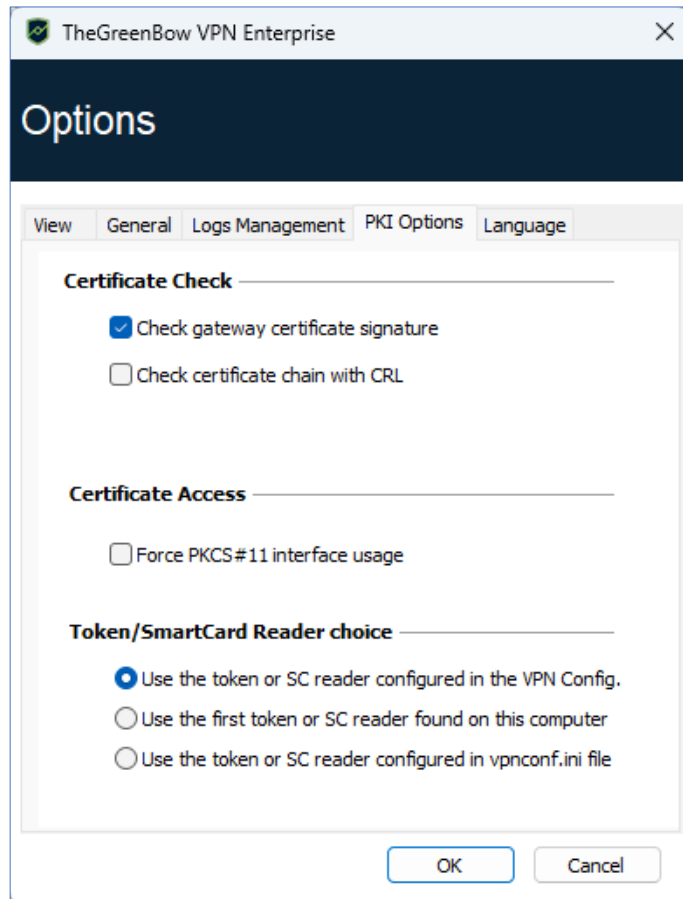 TheGreenBow VPN Enterprise
Options
View General Logs Management PKI Options Language
Certificate Check
Check gateway certificate signature
Check certificate chain with CRL
Certificate Access
Force PKCS#11 interface usage
Token/SmartCard Reader choice
Use the token or SC reader configured in the VPN Config.
Use the first token or SC reader found on this computer
Use the token or SC reader configured in vpnconf.ini file
OK Cancel